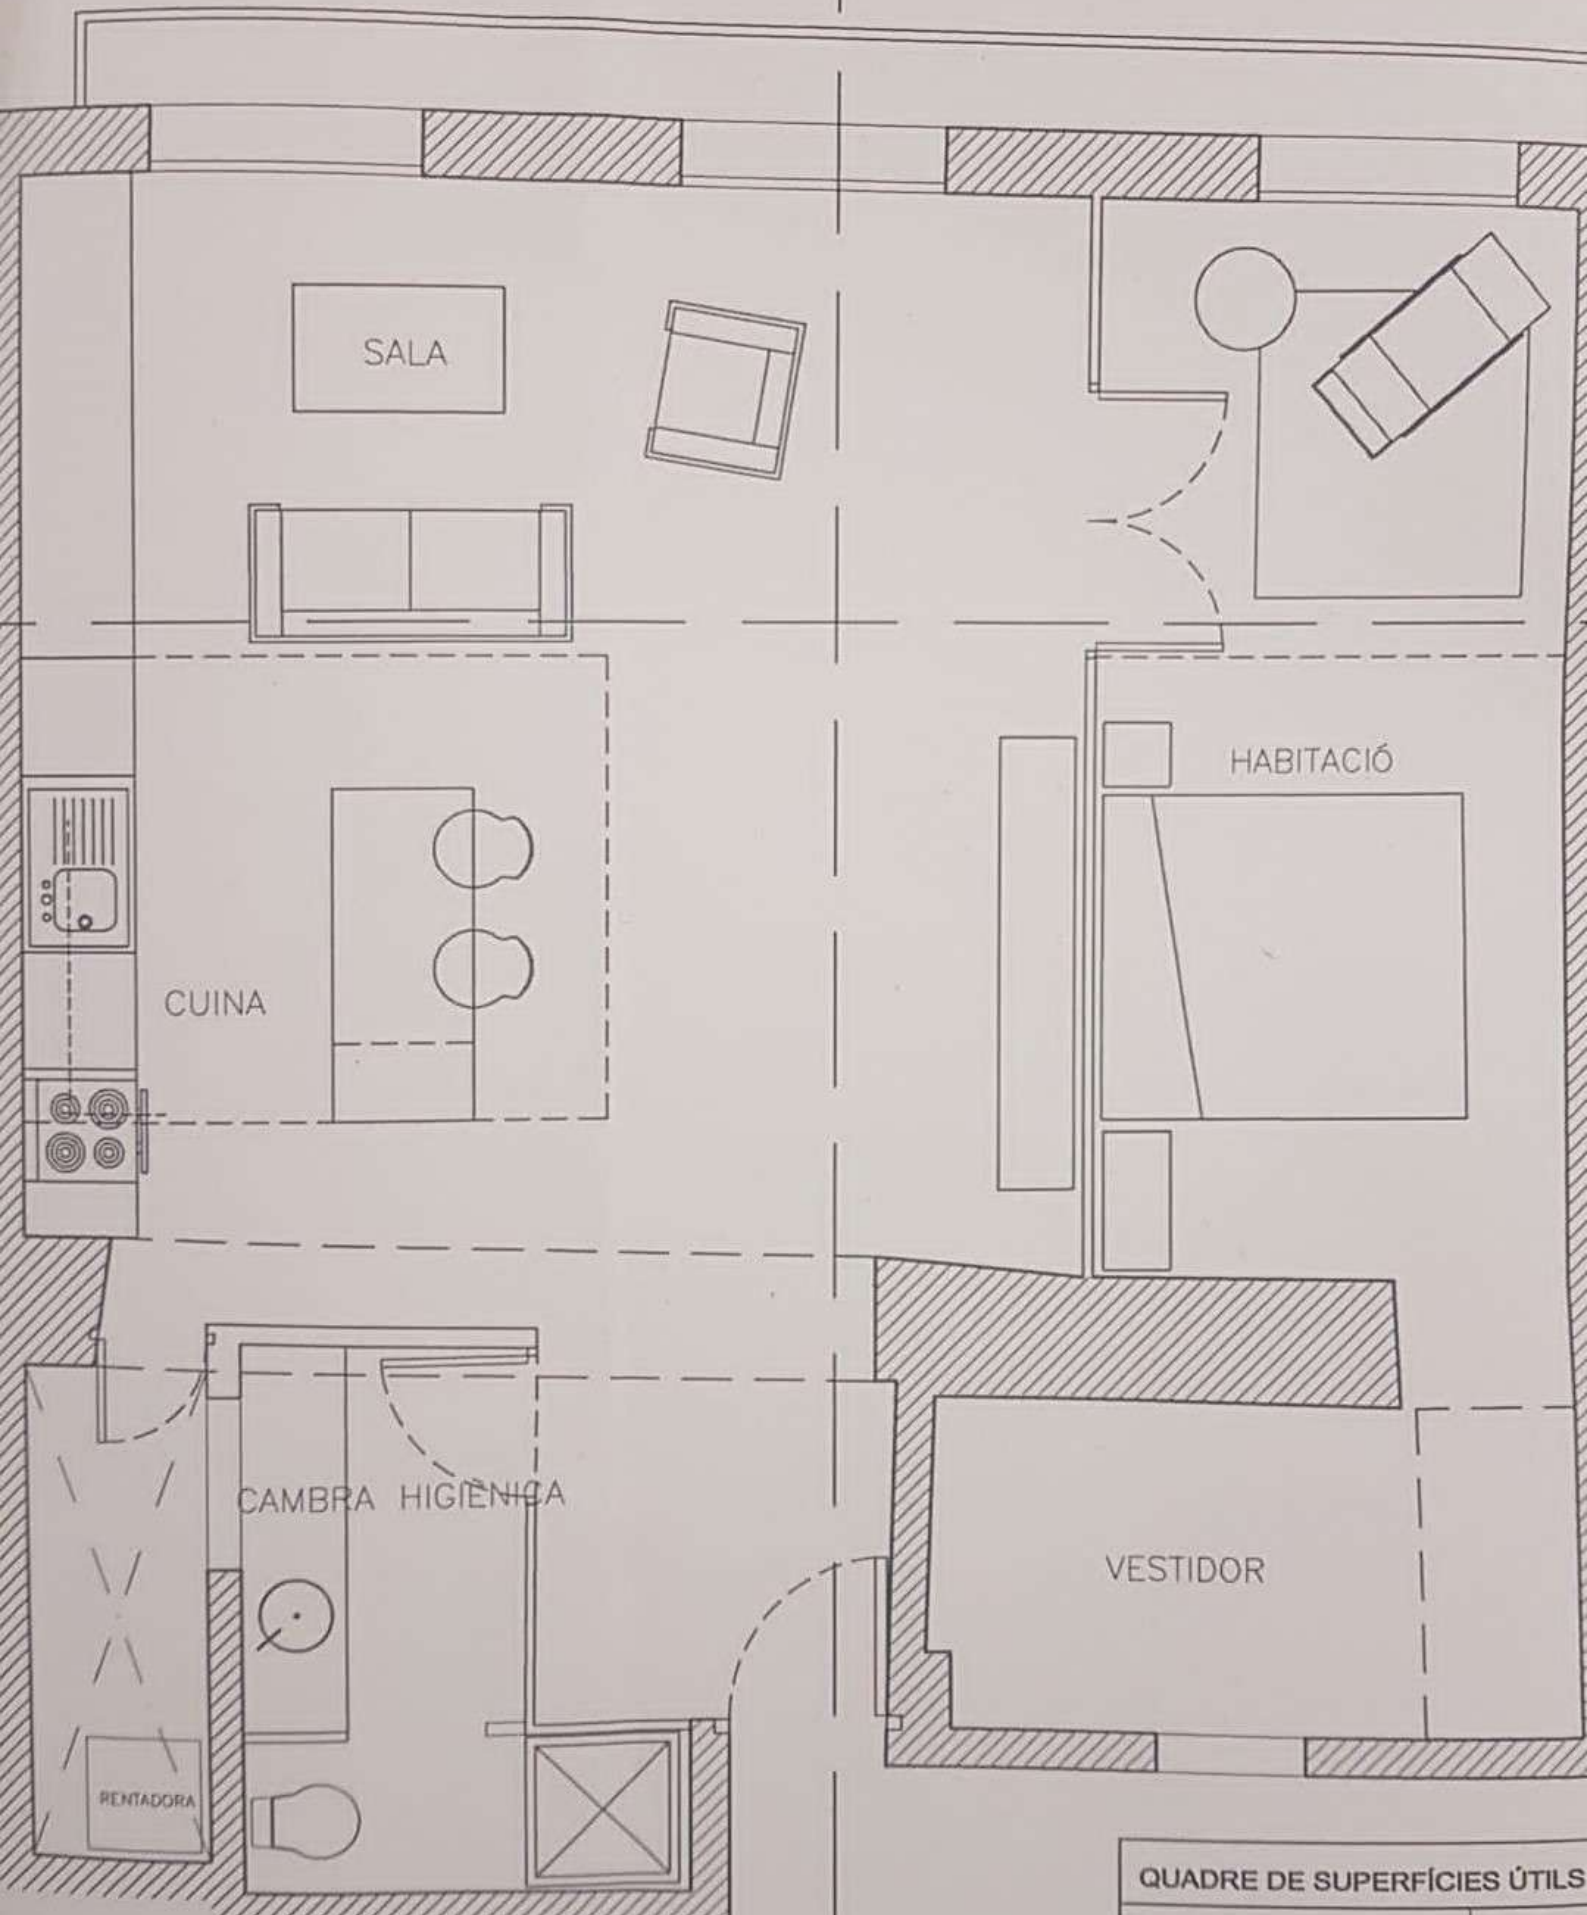 SALA
HABITACIÓ
CUINA
CAMBRA HIGIÈNICA
VESTIDOR
RENTADORA
QUADRE DE SUPERFÍCIES ÚTILS